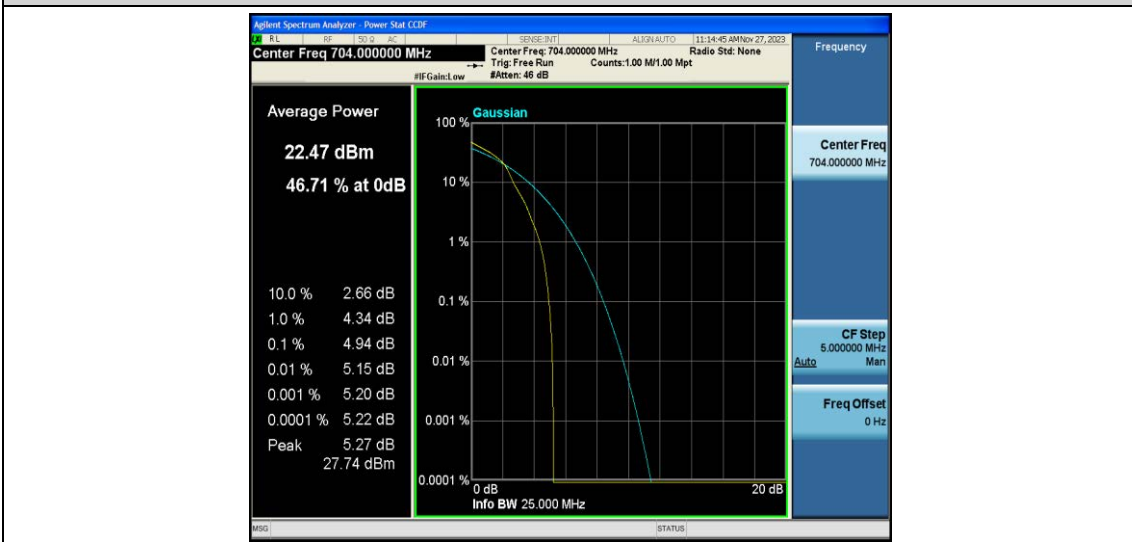 Agilent Spectrum Analyzer - Power Stat CCDF
RL RF 50 Ω AC SENSE:INT ALIGN AUTO 11:14:45 AM Nov 27, 2023
Center Freq 704.000000 MHz
Center Freq: 704.000000 MHz Radio Std: None
Trig: Free Run Counts:1.00 M/1.00 Mpt
#IFGain:Low #Atten: 46 dB
Frequency
Average Power
22.47 dBm
46.71 % at 0dB
10.0 % 2.66 dB
1.0 % 4.34 dB
0.1 % 4.94 dB
0.01 % 5.15 dB
0.001 % 5.20 dB
0.0001 % 5.22 dB
Peak 5.27 dB
27.74 dBm
Gaussian
100 %
10 %
1 %
0.1 %
0.01 %
0.001 %
0.0001 %
0 dB 20 dB
Info BW 25.000 MHz
Center Freq
704.000000 MHz
CF Step
5.000000 MHz
Auto Man
Freq Offset
0 Hz
MSG STATUS